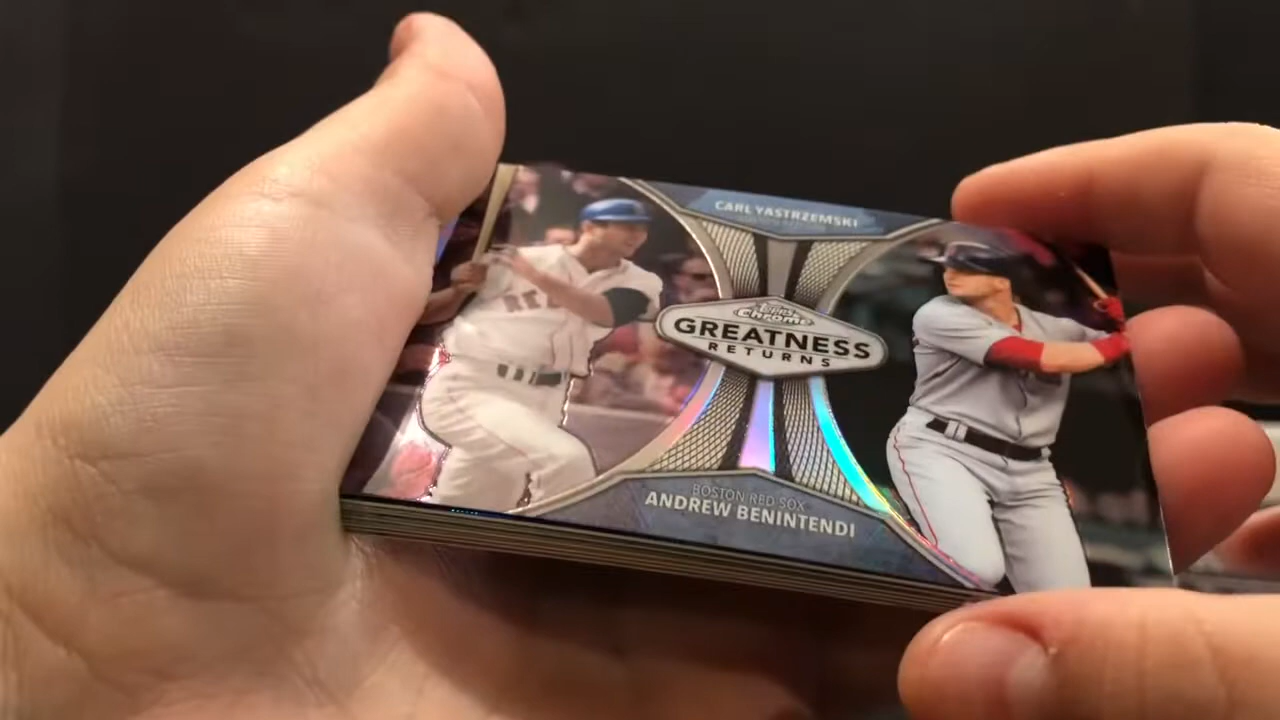 CARL YASTRZEMSKI
Topps
Chrome
GREATNESS
RETURNS
BOSTON RED SOX
ANDREW BENINTENDI